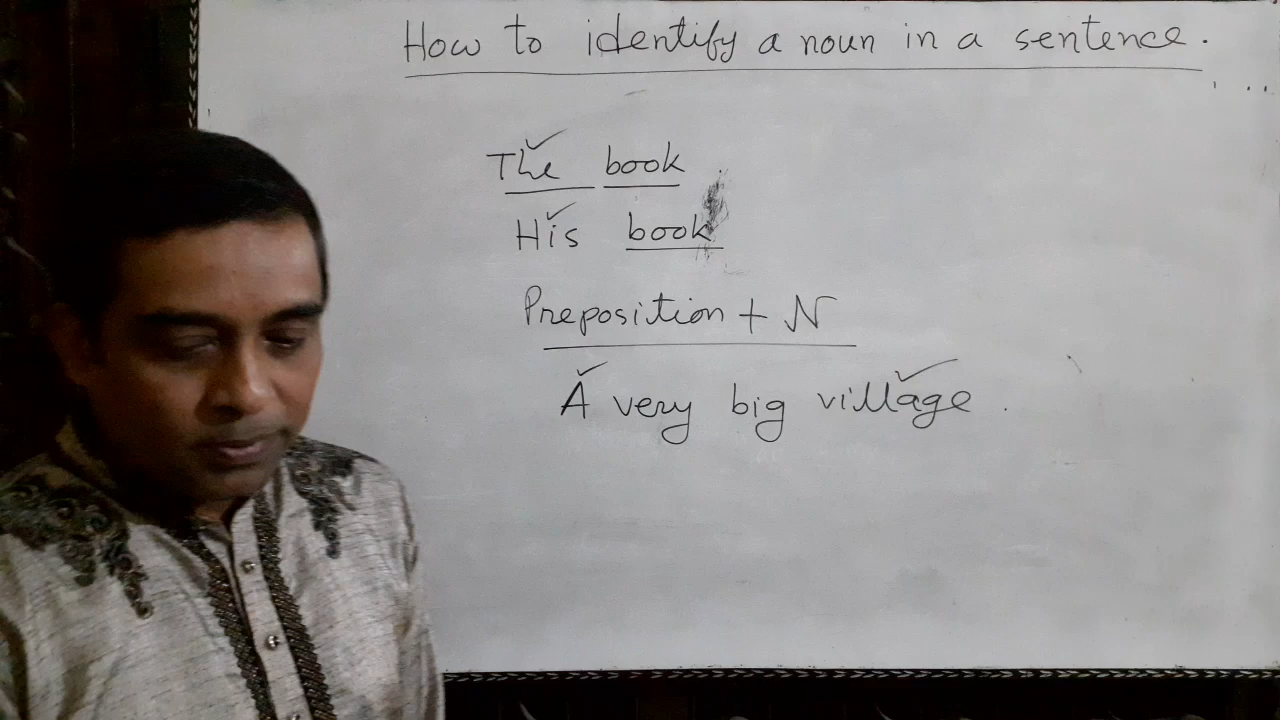 How to identify a noun in a sentence.
The book
His book
Preposition + N
A very big village.